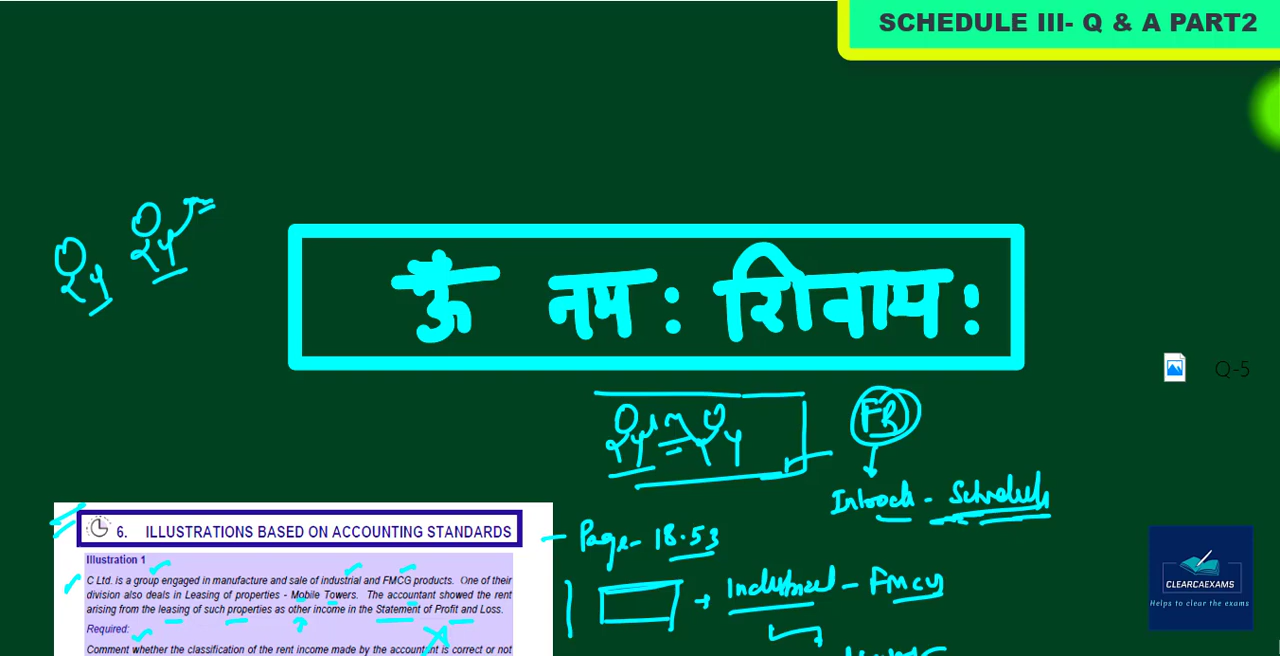 SCHEDULE III- Q & A PART2
ऊँ नमः शिवाय:
Q-5
FR
Introd - Schedule
Page- 18.53
Industrial - FMCG
6. ILLUSTRATIONS BASED ON ACCOUNTING STANDARDS
Illustration 1
C Ltd. is a group engaged in manufacture and sale of industrial and FMCG products. One of their
division also deals in Leasing of properties - Mobile Towers. The accountant showed the rent
arising from the leasing of such properties as other income in the Statement of Profit and Loss.
Required:
Comment whether the classification of the rent income made by the accountant is correct or not
CLEARCAEXAMS
Helps to clear the exams